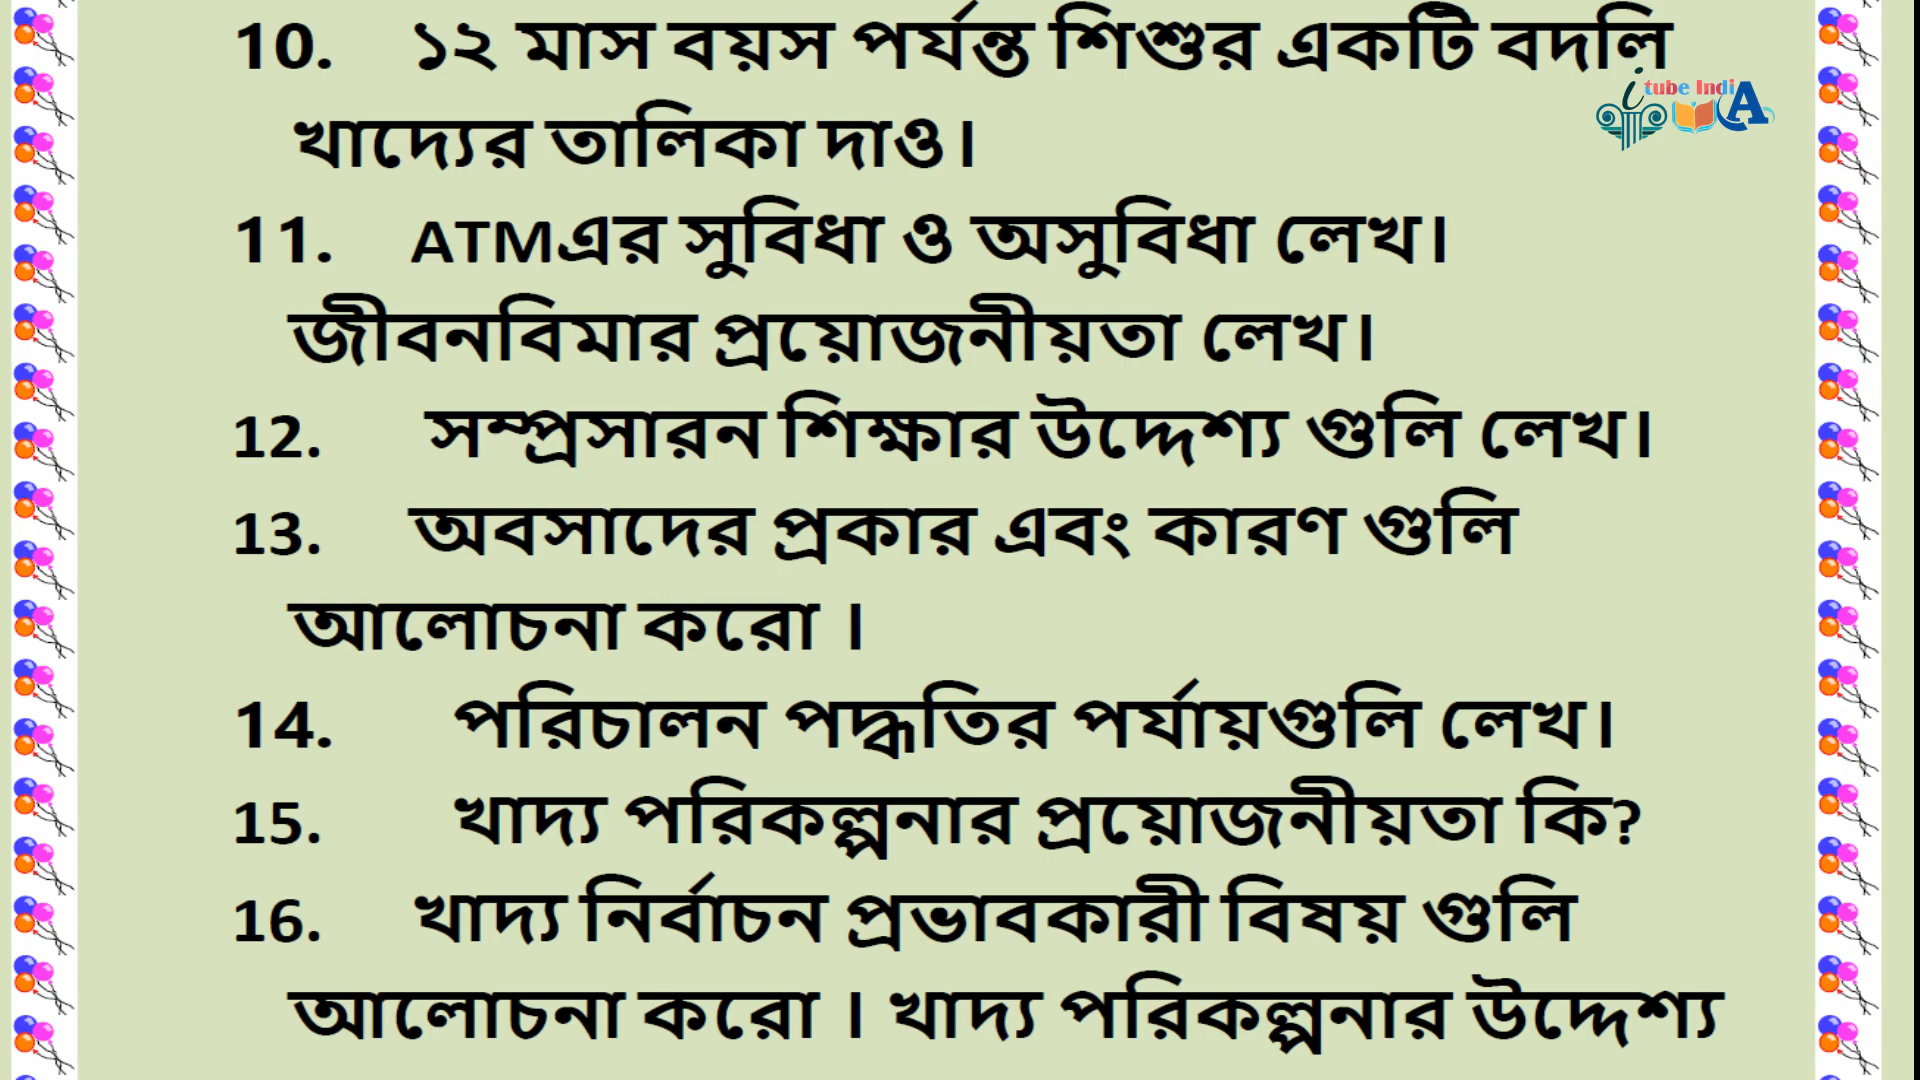 10. ১২ মাস বয়স পর্যন্ত শিশুর একটি বদলি
itube IndiA
খাদ্যের তালিকা দাও।
11. ATMএর সুবিধা ও অসুবিধা লেখ।
জীবনবিমার প্রয়োজনীয়তা লেখ।
12. সম্প্রসারন শিক্ষার উদ্দেশ্য গুলি লেখ।
13. অবসাদের প্রকার এবং কারণ গুলি
আলোচনা করো ।
14. পরিচালন পদ্ধতির পর্যায়গুলি লেখ।
15. খাদ্য পরিকল্পনার প্রয়োজনীয়তা কি?
16. খাদ্য নির্বাচন প্রভাবকারী বিষয় গুলি
আলোচনা করো । খাদ্য পরিকল্পনার উদ্দেশ্য